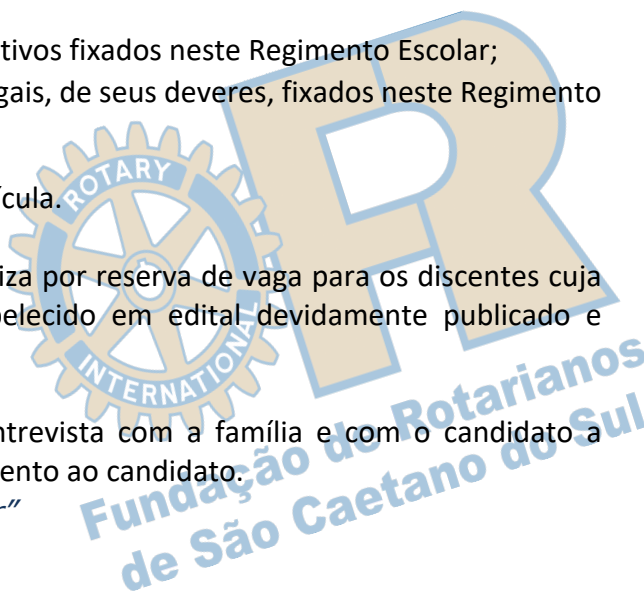 tivos fixados neste Regimento Escolar;
gais, de seus deveres, fixados neste Regimento
ícula.
iza por reserva de vaga para os discentes cuja
belecido em edital devidamente publicado e
ntrevista com a família e com o candidato a
ento ao candidato.
r"
ROTARY
INTERNATIONAL
Fundação de Rotarianos
de São Caetano do Sul